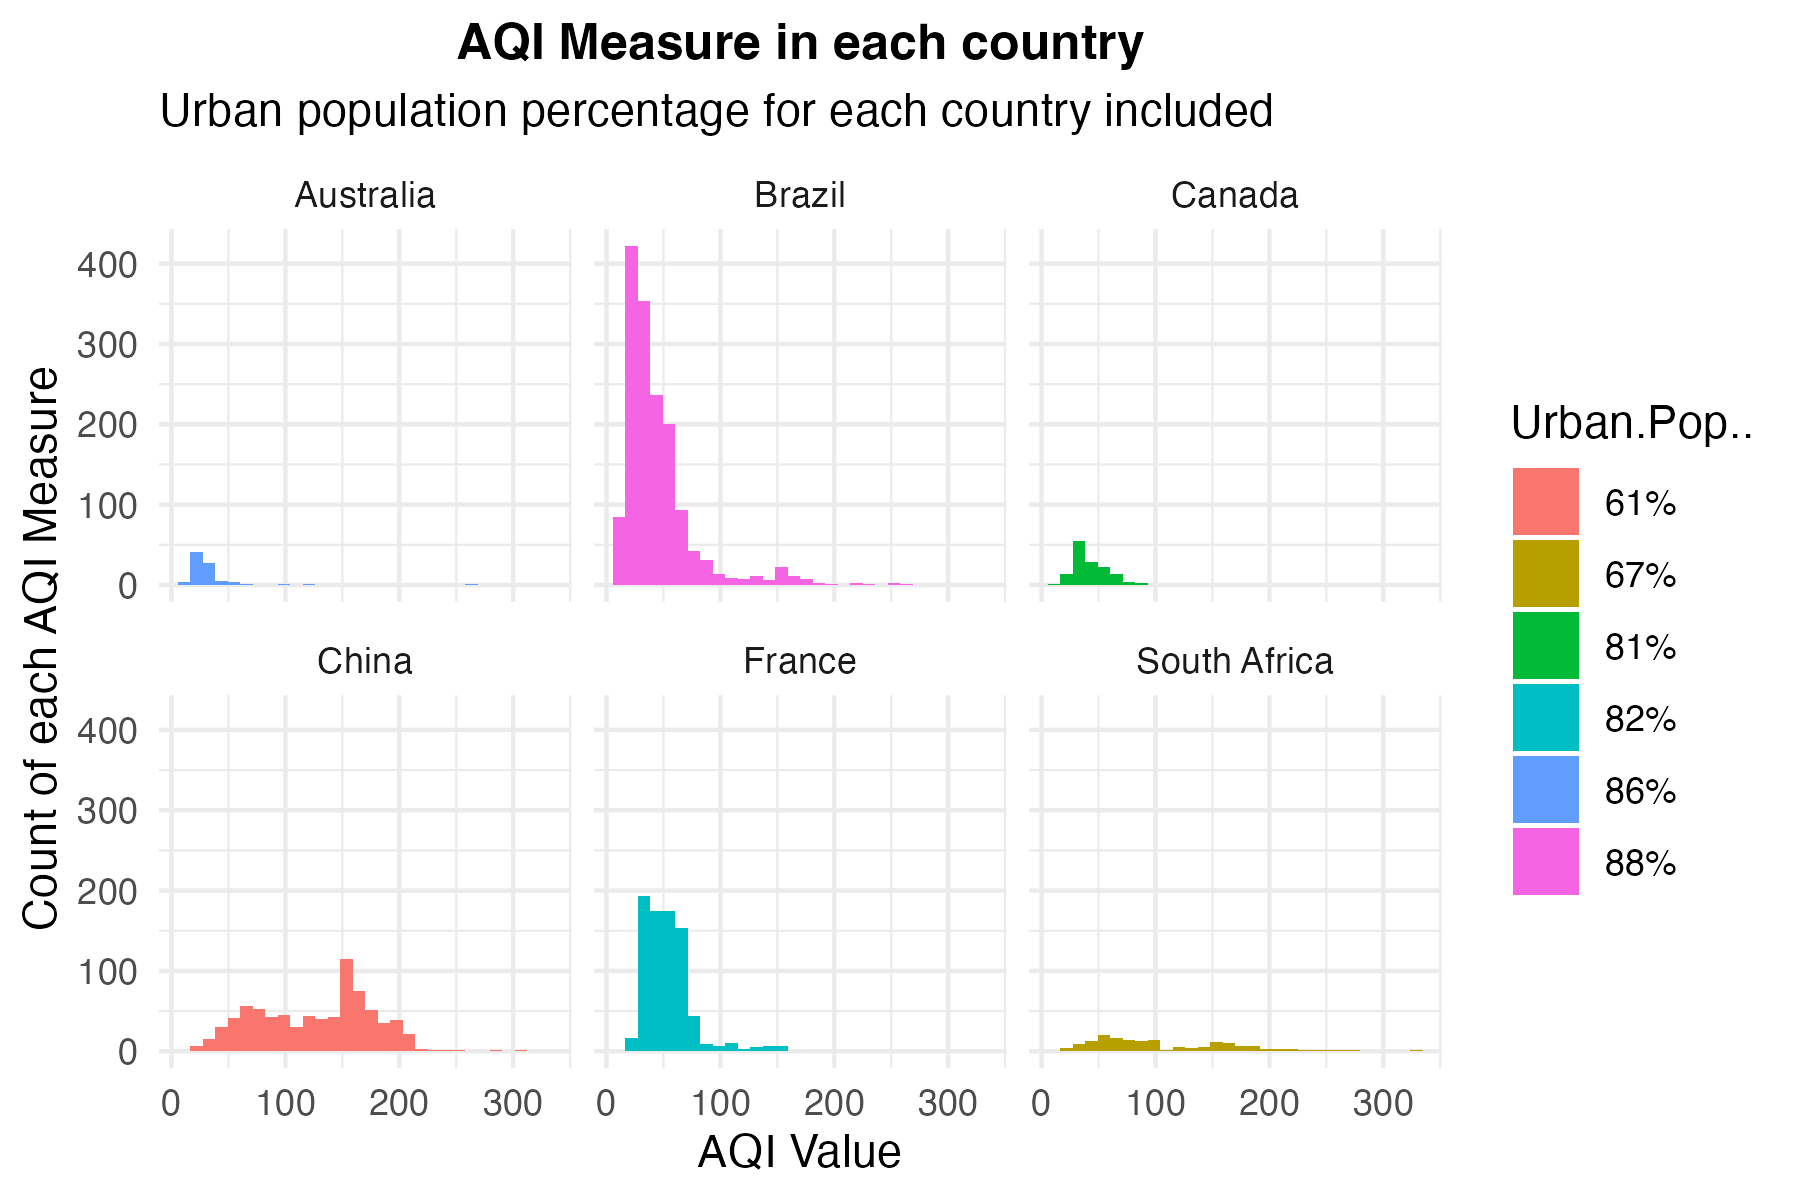 AQI Measure in each country
Urban population percentage for each country included
Australia
Brazil
Canada
400
300
200
100
0
China
France
South Africa
400
300
200
100
0
0 100 200 300
0 100 200 300
0 100 200 300
AQI Value
Count of each AQI Measure
Urban.Pop..
61%
67%
81%
82%
86%
88%